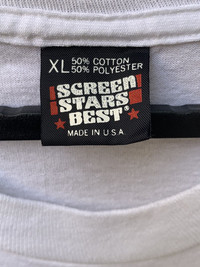 XL 50% COTTON
50% POLYESTER
SCREEN
STARS
BEST®
MADE IN U.S.A.